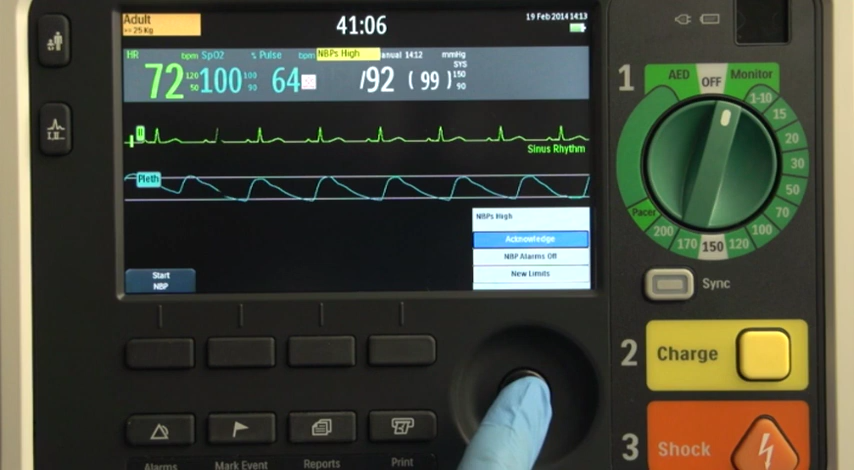 Adult
>= 25 Kg
41:06
19 Feb 2014 14:13
HR bpm SpO2 % Pulse bpm NBPs High anual 1412 mmHg
SYS
72 120 50 100 100 90 64 /92 (99) 150 90
II
Sinus Rhythm
Pleth
NBPs High
Acknowledge
NBP Alarms Off
New Limits
Start
NBP
Alarms
Mark Event
Reports
Print
1
AED
OFF
Monitor
1-10
15
20
30
50
70
100
120
150
170
200
Pacer
Sync
2
Charge
3
Shock